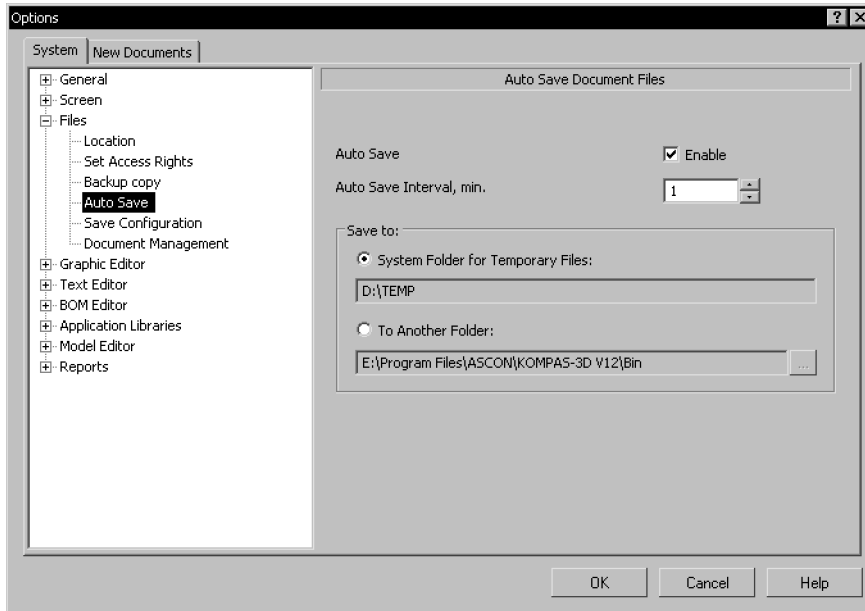 Options
System New Documents
General
Screen
Files
Location
Set Access Rights
Backup copy
Auto Save
Save Configuration
Document Management
Graphic Editor
Text Editor
BOM Editor
Application Libraries
Model Editor
Reports
Auto Save Document Files
Auto Save Enable
Auto Save Interval, min. 1
Save to:
System Folder for Temporary Files:
D:\TEMP
To Another Folder:
E:\Program Files\ASCON\KOMPAS-3D V12\Bin ...
OK Cancel Help